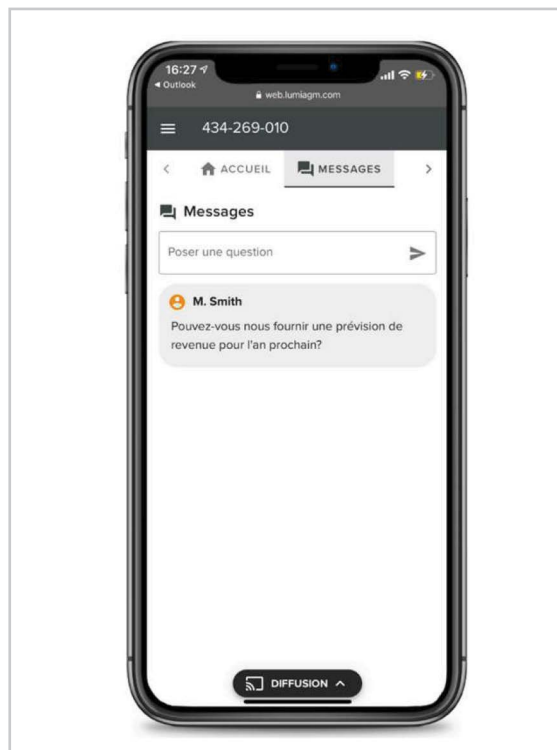 16:27
◄ Outlook
web.lumiagm.com
434-269-010
ACCUEIL
MESSAGES
Messages
Poser une question
M. Smith
Pouvez-vous nous fournir une prévision de
revenue pour l'an prochain?
DIFFUSION